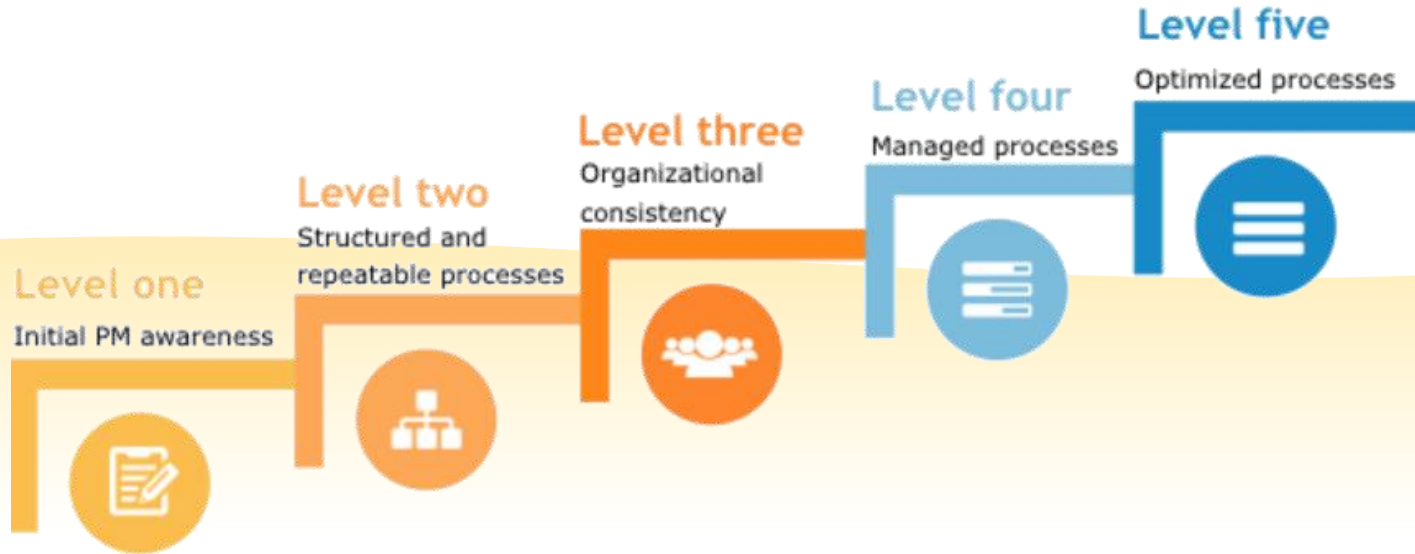 Level one
Initial PM awareness
Level two
Structured and
repeatable processes
Level three
Organizational
consistency
Level four
Managed processes
Level five
Optimized processes